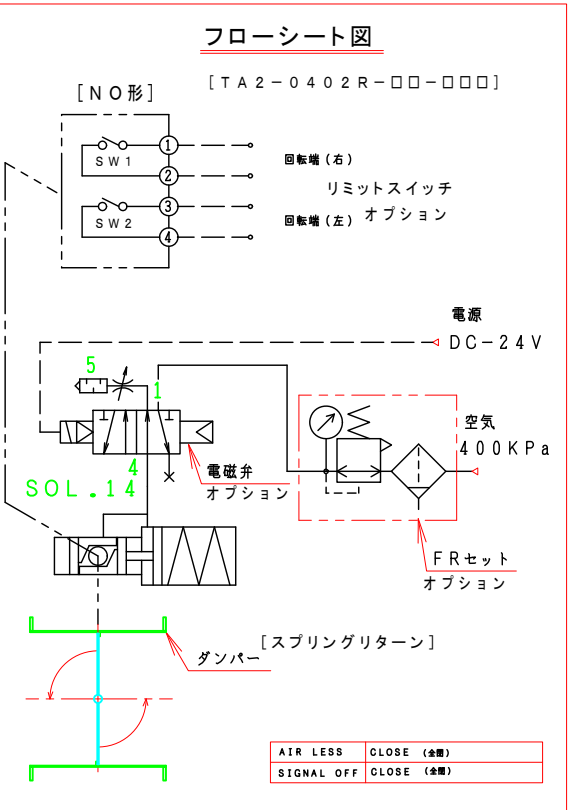 フローシート図
[TA2-0402R-□□-□□□]
[NO形]
SW1
1
2
SW2
3
4
回転端(右)
リミットスイッチ
オプション
回転端(左)
電源
DC-24V
5
1
4
SOL.14
電磁弁
オプション
空気
400KPa
FRセット
オプション
[スプリングリターン]
ダンパー
AIR LESS CLOSE (全閉)
SIGNAL OFF CLOSE (全閉)